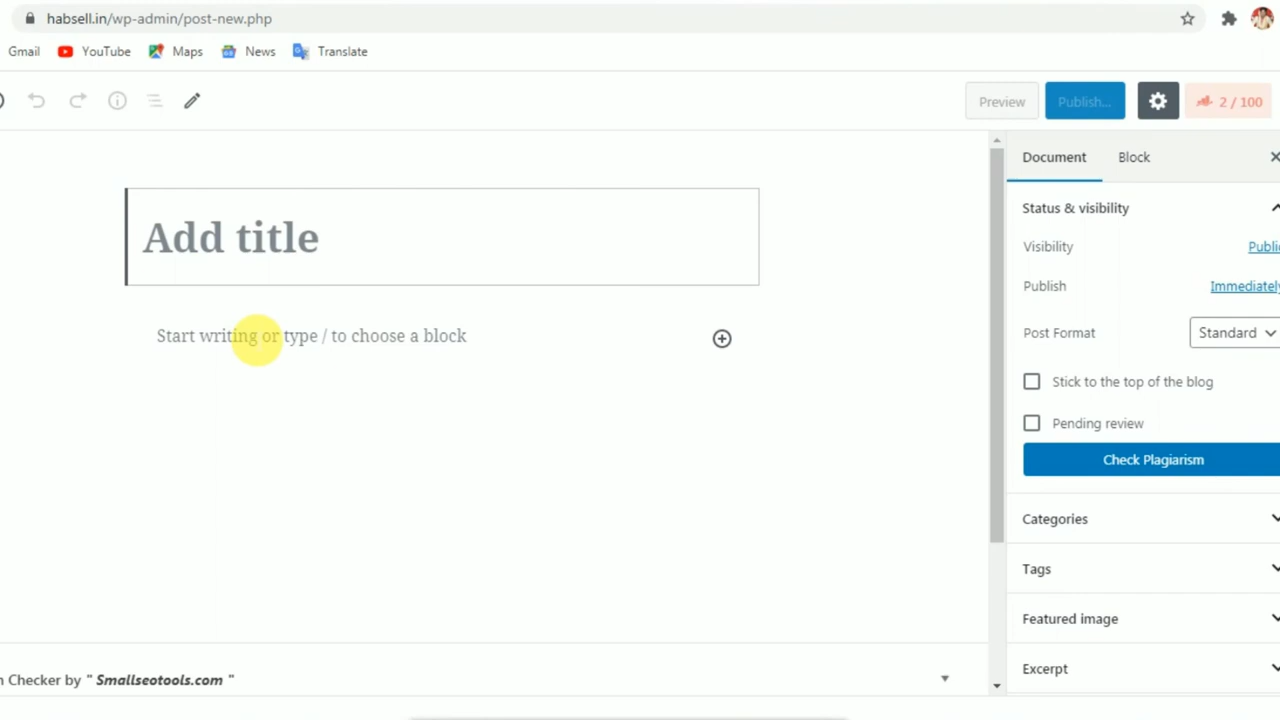 habsell.in/wp-admin/post-new.php
Gmail YouTube Maps News Translate
Preview Publish... 2 / 100
Document Block
Add title
Start writing or type / to choose a block
Status & visibility
Visibility
Publish Immediately
Post Format Standard
Stick to the top of the blog
Pending review
Check Plagiarism
Categories
Tags
Featured image
Excerpt
Checker by " Smallseotools.com "